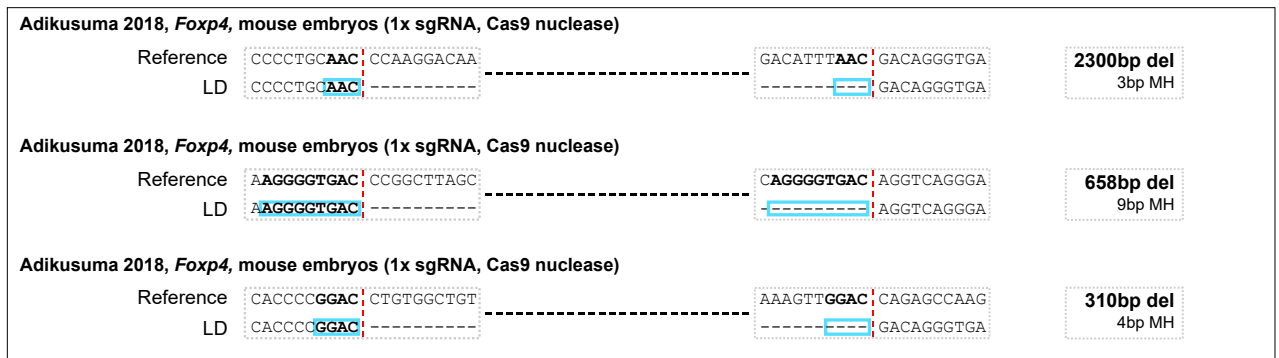 Adikusuma 2018, Foxp4, mouse embryos (1x sgRNA, Cas9 nuclease)
Reference CCCCTGCAAC CCAAGGACAA GACATTTAAC GACAGGGTGA 2300bp del
LD CCCCTGCAAC ---------- ---------- GACAGGGTGA 3bp MH
Adikusuma 2018, Foxp4, mouse embryos (1x sgRNA, Cas9 nuclease)
Reference AAGGGGTGAC CCGGCTTAGC CAGGGGTGAC AGGTCAGGGA 658bp del
LD AAGGGGTGAC ---------- ---------- AGGTCAGGGA 9bp MH
Adikusuma 2018, Foxp4, mouse embryos (1x sgRNA, Cas9 nuclease)
Reference CACCCCGGAC CTGTGGCTGT AAAGTTGGAC CAGAGCCAAG 310bp del
LD CACCCCGGAC ---------- ---------- GACAGGGTGA 4bp MH